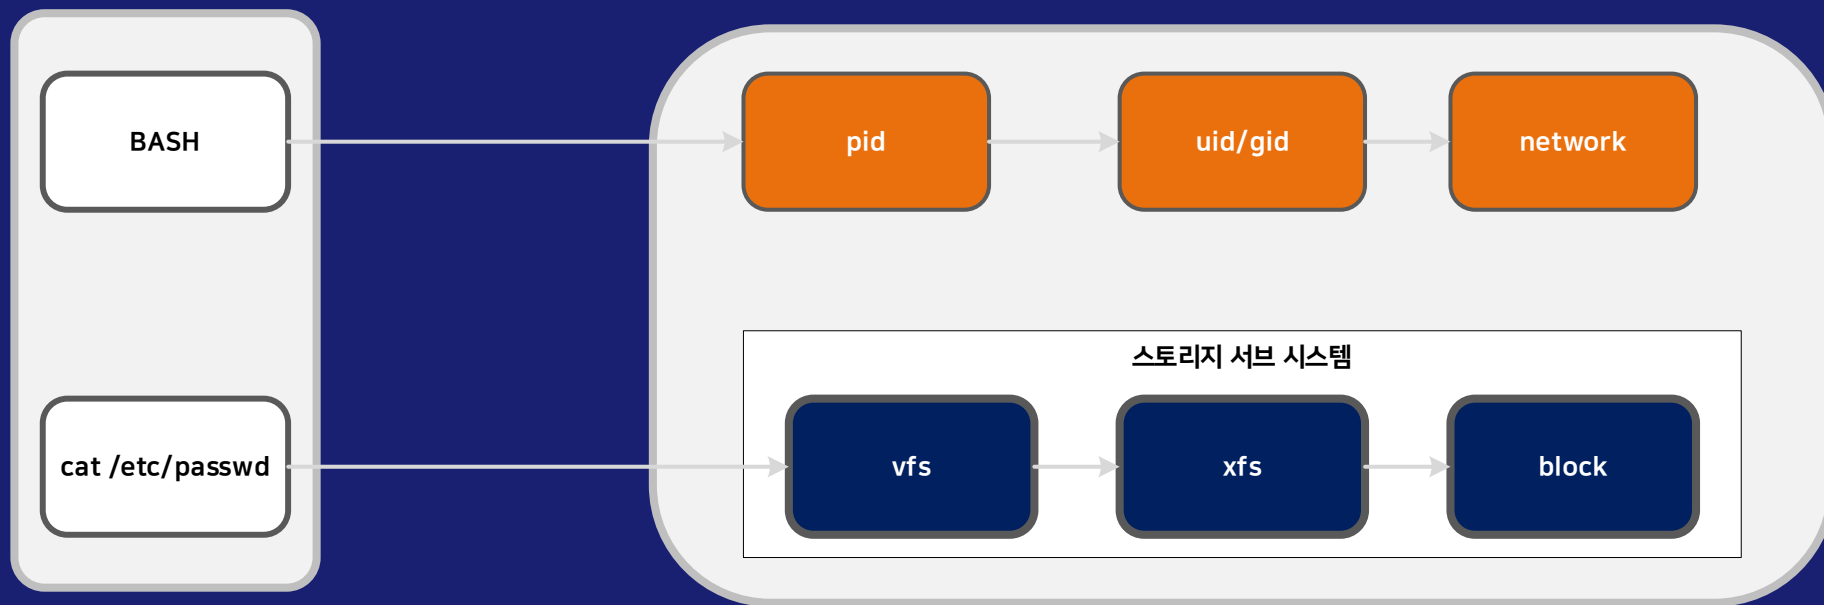 BASH
pid
uid/gid
network
스토리지 서브 시스템
cat /etc/passwd
vfs
xfs
block